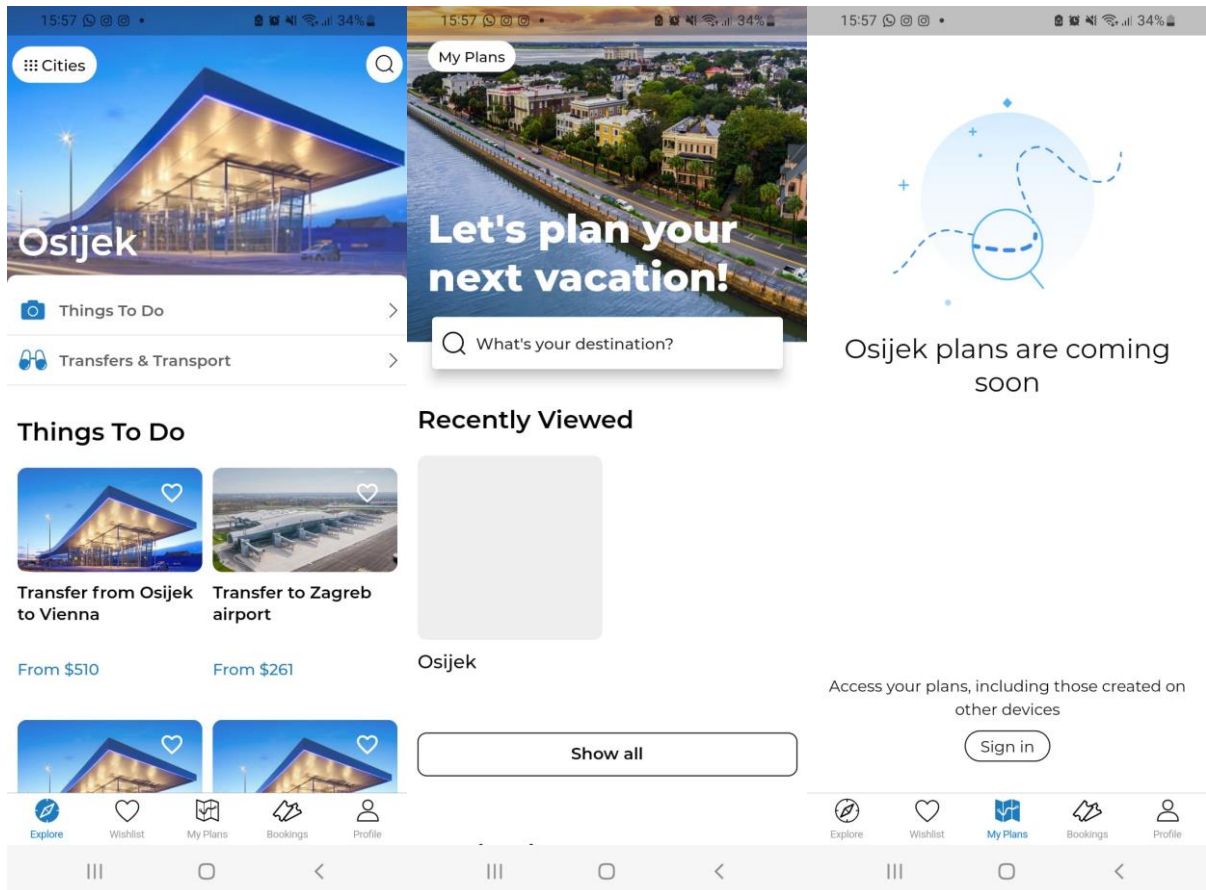 15:57
34%
Cities
Osijek
Things To Do
Transfers & Transport
Things To Do
Transfer from Osijek
to Vienna
From $510
Transfer to Zagreb
airport
From $261
Explore
Wishlist
My Plans
Bookings
Profile
15:57
34%
My Plans
Let's plan your
next vacation!
What's your destination?
Recently Viewed
Osijek
Show all
15:57
34%
Osijek plans are coming
soon
Access your plans, including those created on
other devices
Sign in
Explore
Wishlist
My Plans
Bookings
Profile